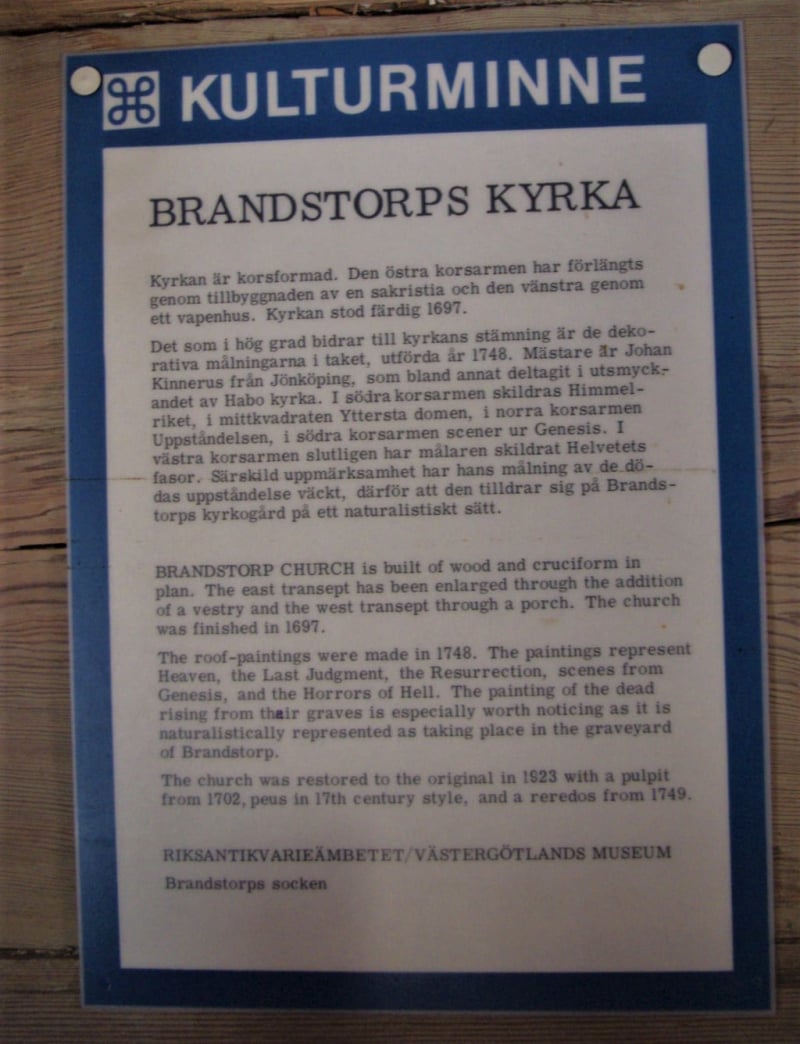 KULTURMINNE
BRANDSTORPS KYRKA
Kyrkan är korsformad. Den östra korsarmen har förlängts
genom tillbyggnaden av en sakristia och den vänstra genom
ett vapenhus. Kyrkan stod färdig 1697.
Det som i hög grad bidrar till kyrkans stämning är de deko-
rativa målningarna i taket, utförda år 1748. Mästare är Johan
Kinnerus från Jönköping, som bland annat deltagit i utsmyck-
andet av Habo kyrka. I södra korsarmen skildras Himmel-
riket, i mittkvadraten Yttersta domen, i norra korsarmen
Uppståndelsen, i södra korsarmen scener ur Genesis. I
västra korsarmen slutligen har målaren skildrat Helvetets
fasor. Särskild uppmärksamhet har hans målning av de dö-
das uppståndelse väckt, därför att den tilldrar sig på Brands-
torps kyrkogård på ett naturalistiskt sätt.
BRANDSTORP CHURCH is built of wood and cruciform in
plan. The east transept has been enlarged through the addition
of a vestry and the west transept through a porch. The church
was finished in 1697.
The roof-paintings were made in 1748. The paintings represent
Heaven, the Last Judgment, the Resurrection, scenes from
Genesis, and the Horrors of Hell. The painting of the dead
rising from their graves is especially worth noticing as it is
naturalistically represented as taking place in the graveyard
of Brandstorp.
The church was restored to the original in 1923 with a pulpit
from 1702, peus in 17th century style, and a reredos from 1749.
RIKSANTIKVARIEÄMBETET/VÄSTERGÖTLANDS MUSEUM
Brandstorps socken